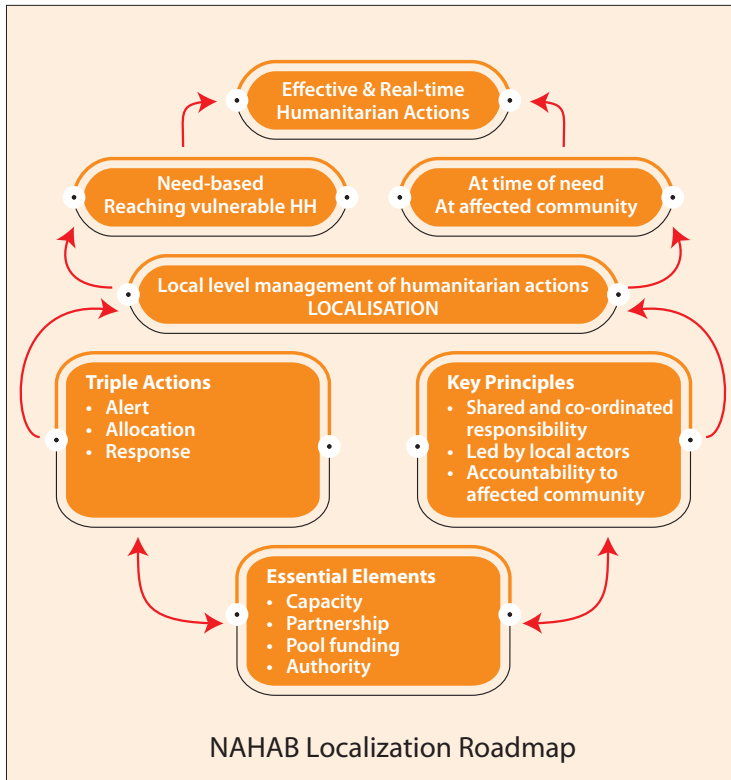 Effective & Real-time
Humanitarian Actions
Need-based
Reaching vulnerable HH
At time of need
At affected community
Local level management of humanitarian actions
LOCALISATION
Triple Actions
• Alert
• Allocation
• Response
Key Principles
• Shared and co-ordinated
responsibility
• Led by local actors
• Accountability to
affected community
Essential Elements
• Capacity
• Partnership
• Pool funding
• Authority
NAHAB Localization Roadmap